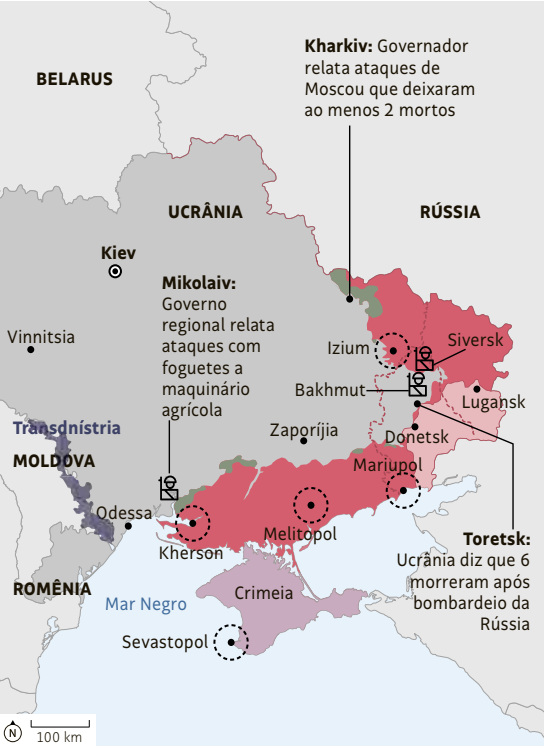 Kharkiv: Governador
relata ataques de
Moscou que deixaram
ao menos 2 mortos
BELARUS
UCRÂNIA
RÚSSIA
Kiev
Mikolaiv:
Governo
regional relata
ataques com
foguetes a
maquinário
agrícola
Vinnitsia
Izium
Siversk
Bakhmut
Lugansk
Transdnístria
Zaporíjia
Donetsk
MOLDOVA
Mariupol
Odessa
Kherson
Melitopol
Toretsk:
Ucrânia diz que 6
morreram após
bombardeio da
Rússia
ROMÊNIA
Mar Negro
Crimeia
Sevastopol
N
100 km